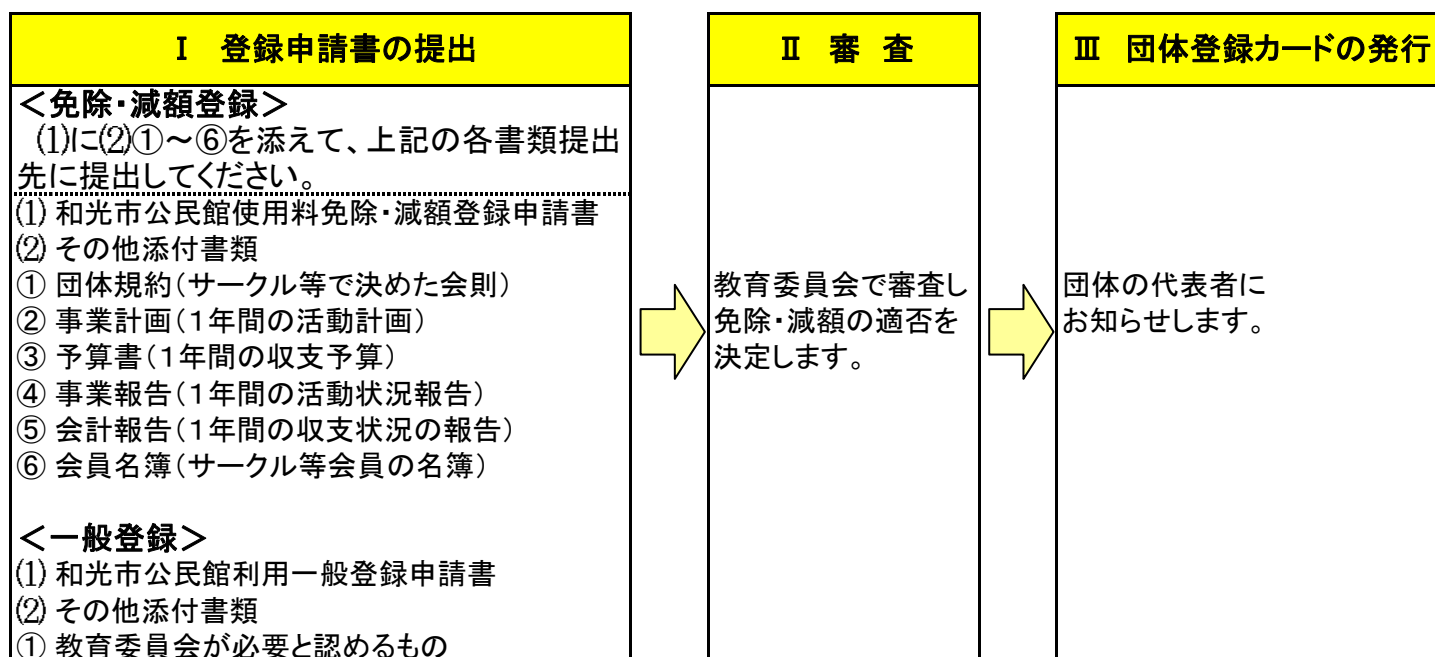 Ⅰ 登録申請書の提出
＜免除・減額登録＞
⑴に⑵①～⑥を添えて、上記の各書類提出
先に提出してください。
⑴ 和光市公民館使用料免除・減額登録申請書
⑵ その他添付書類
① 団体規約（サークル等で決めた会則）
② 事業計画（１年間の活動計画）
③ 予算書（１年間の収支予算）
④ 事業報告（１年間の活動状況報告）
⑤ 会計報告（１年間の収支状況の報告）
⑥ 会員名簿（サークル等会員の名簿）
＜一般登録＞
⑴ 和光市公民館利用一般登録申請書
⑵ その他添付書類
① 教育委員会が必要と認めるもの
Ⅱ 審 査
教育委員会で審査し
免除・減額の適否を
決定します。
Ⅲ 団体登録カードの発行
団体の代表者に
お知らせします。